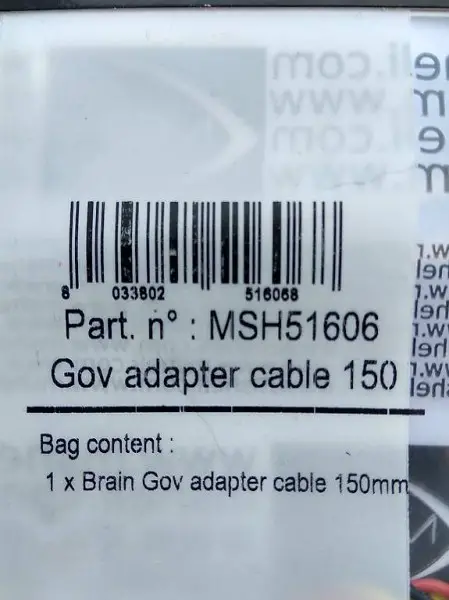 8 033802 516068
Part. n° : MSH51606
Gov adapter cable 150
Bag content :
1 x Brain Gov adapter cable 150mm